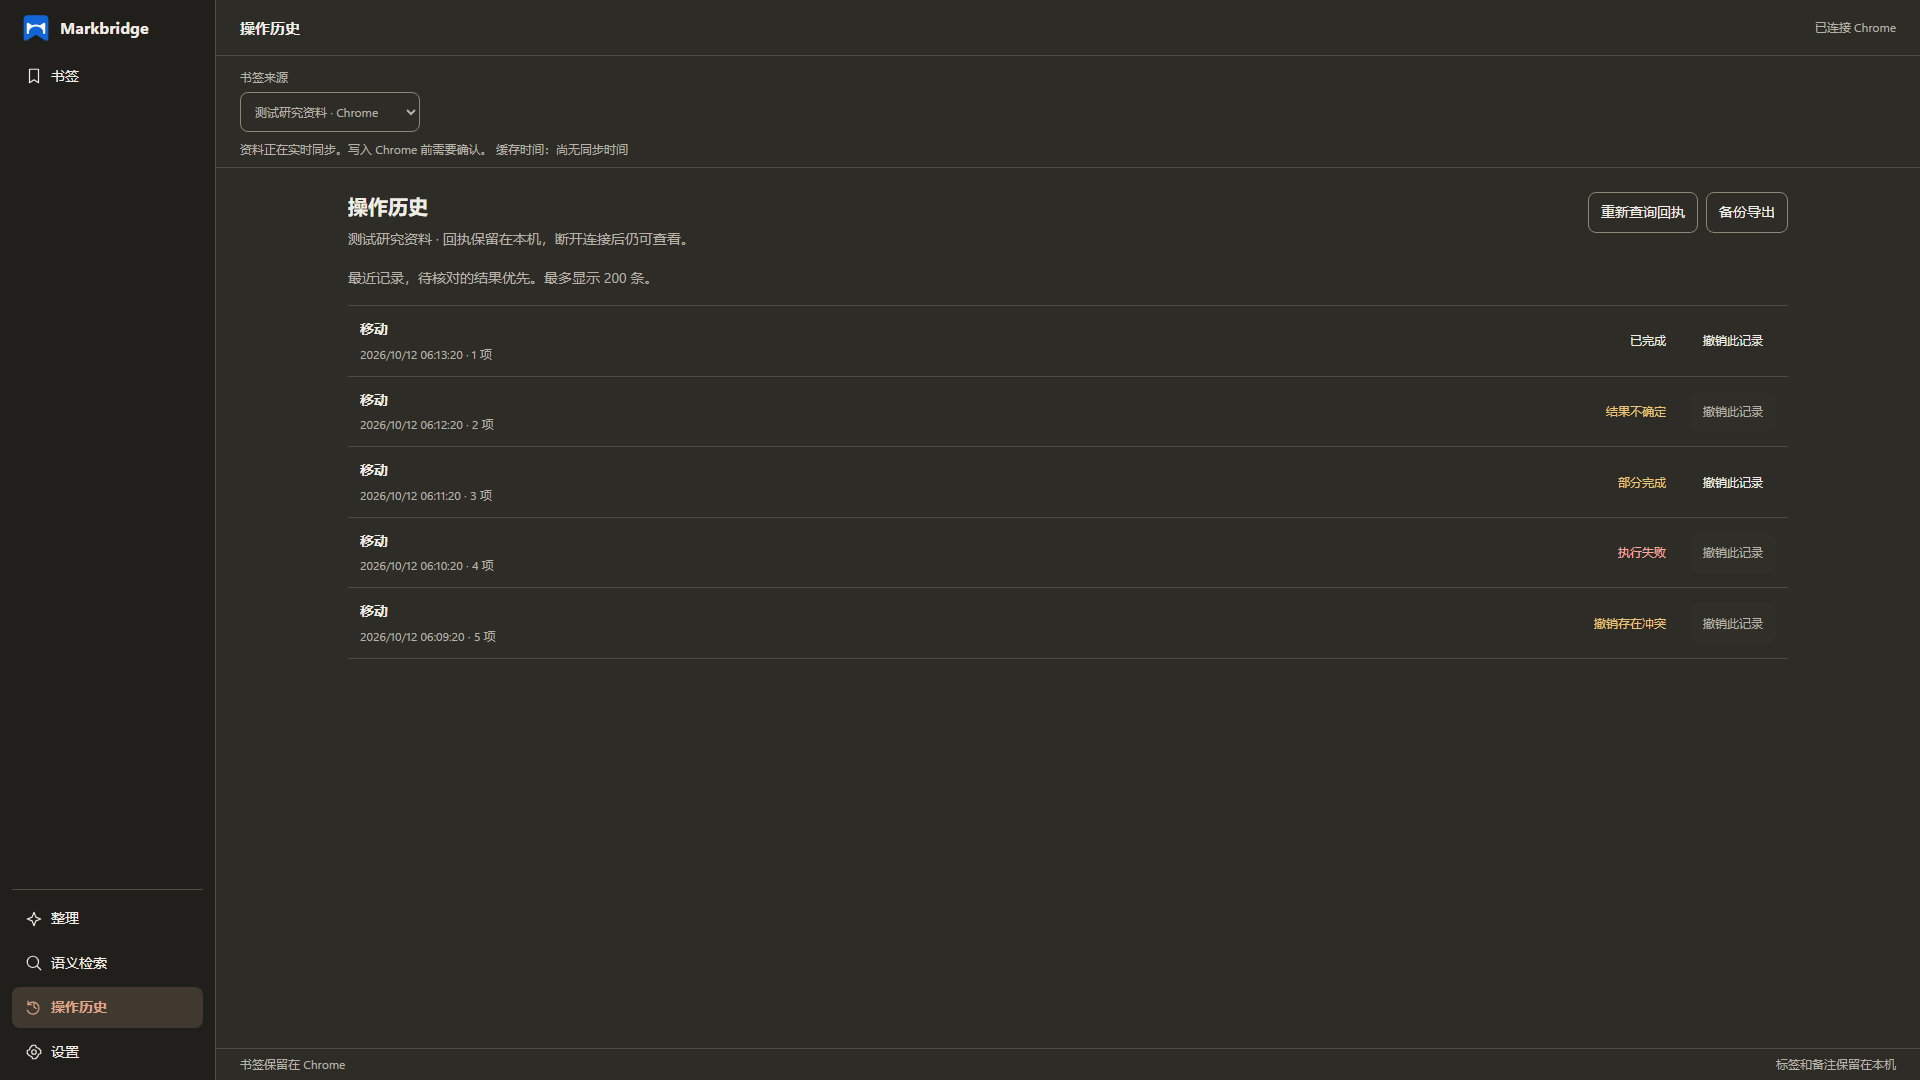 Markbridge
书签
整理
语义检索
操作历史
设置
操作历史
已连接 Chrome
书签来源
测试研究资料 · Chrome
资料正在实时同步。写入 Chrome 前需要确认。 缓存时间：尚无同步时间
操作历史
重新查询回执
备份导出
测试研究资料 · 回执保留在本机，断开连接后仍可查看。
最近记录，待核对的结果优先。最多显示 200 条。
移动
2026/10/12 06:13:20 · 1 项
已完成
撤销此记录
移动
2026/10/12 06:12:20 · 2 项
结果不确定
撤销此记录
移动
2026/10/12 06:11:20 · 3 项
部分完成
撤销此记录
移动
2026/10/12 06:10:20 · 4 项
执行失败
撤销此记录
移动
2026/10/12 06:09:20 · 5 项
撤销存在冲突
撤销此记录
书签保留在 Chrome
标签和备注保留在本机